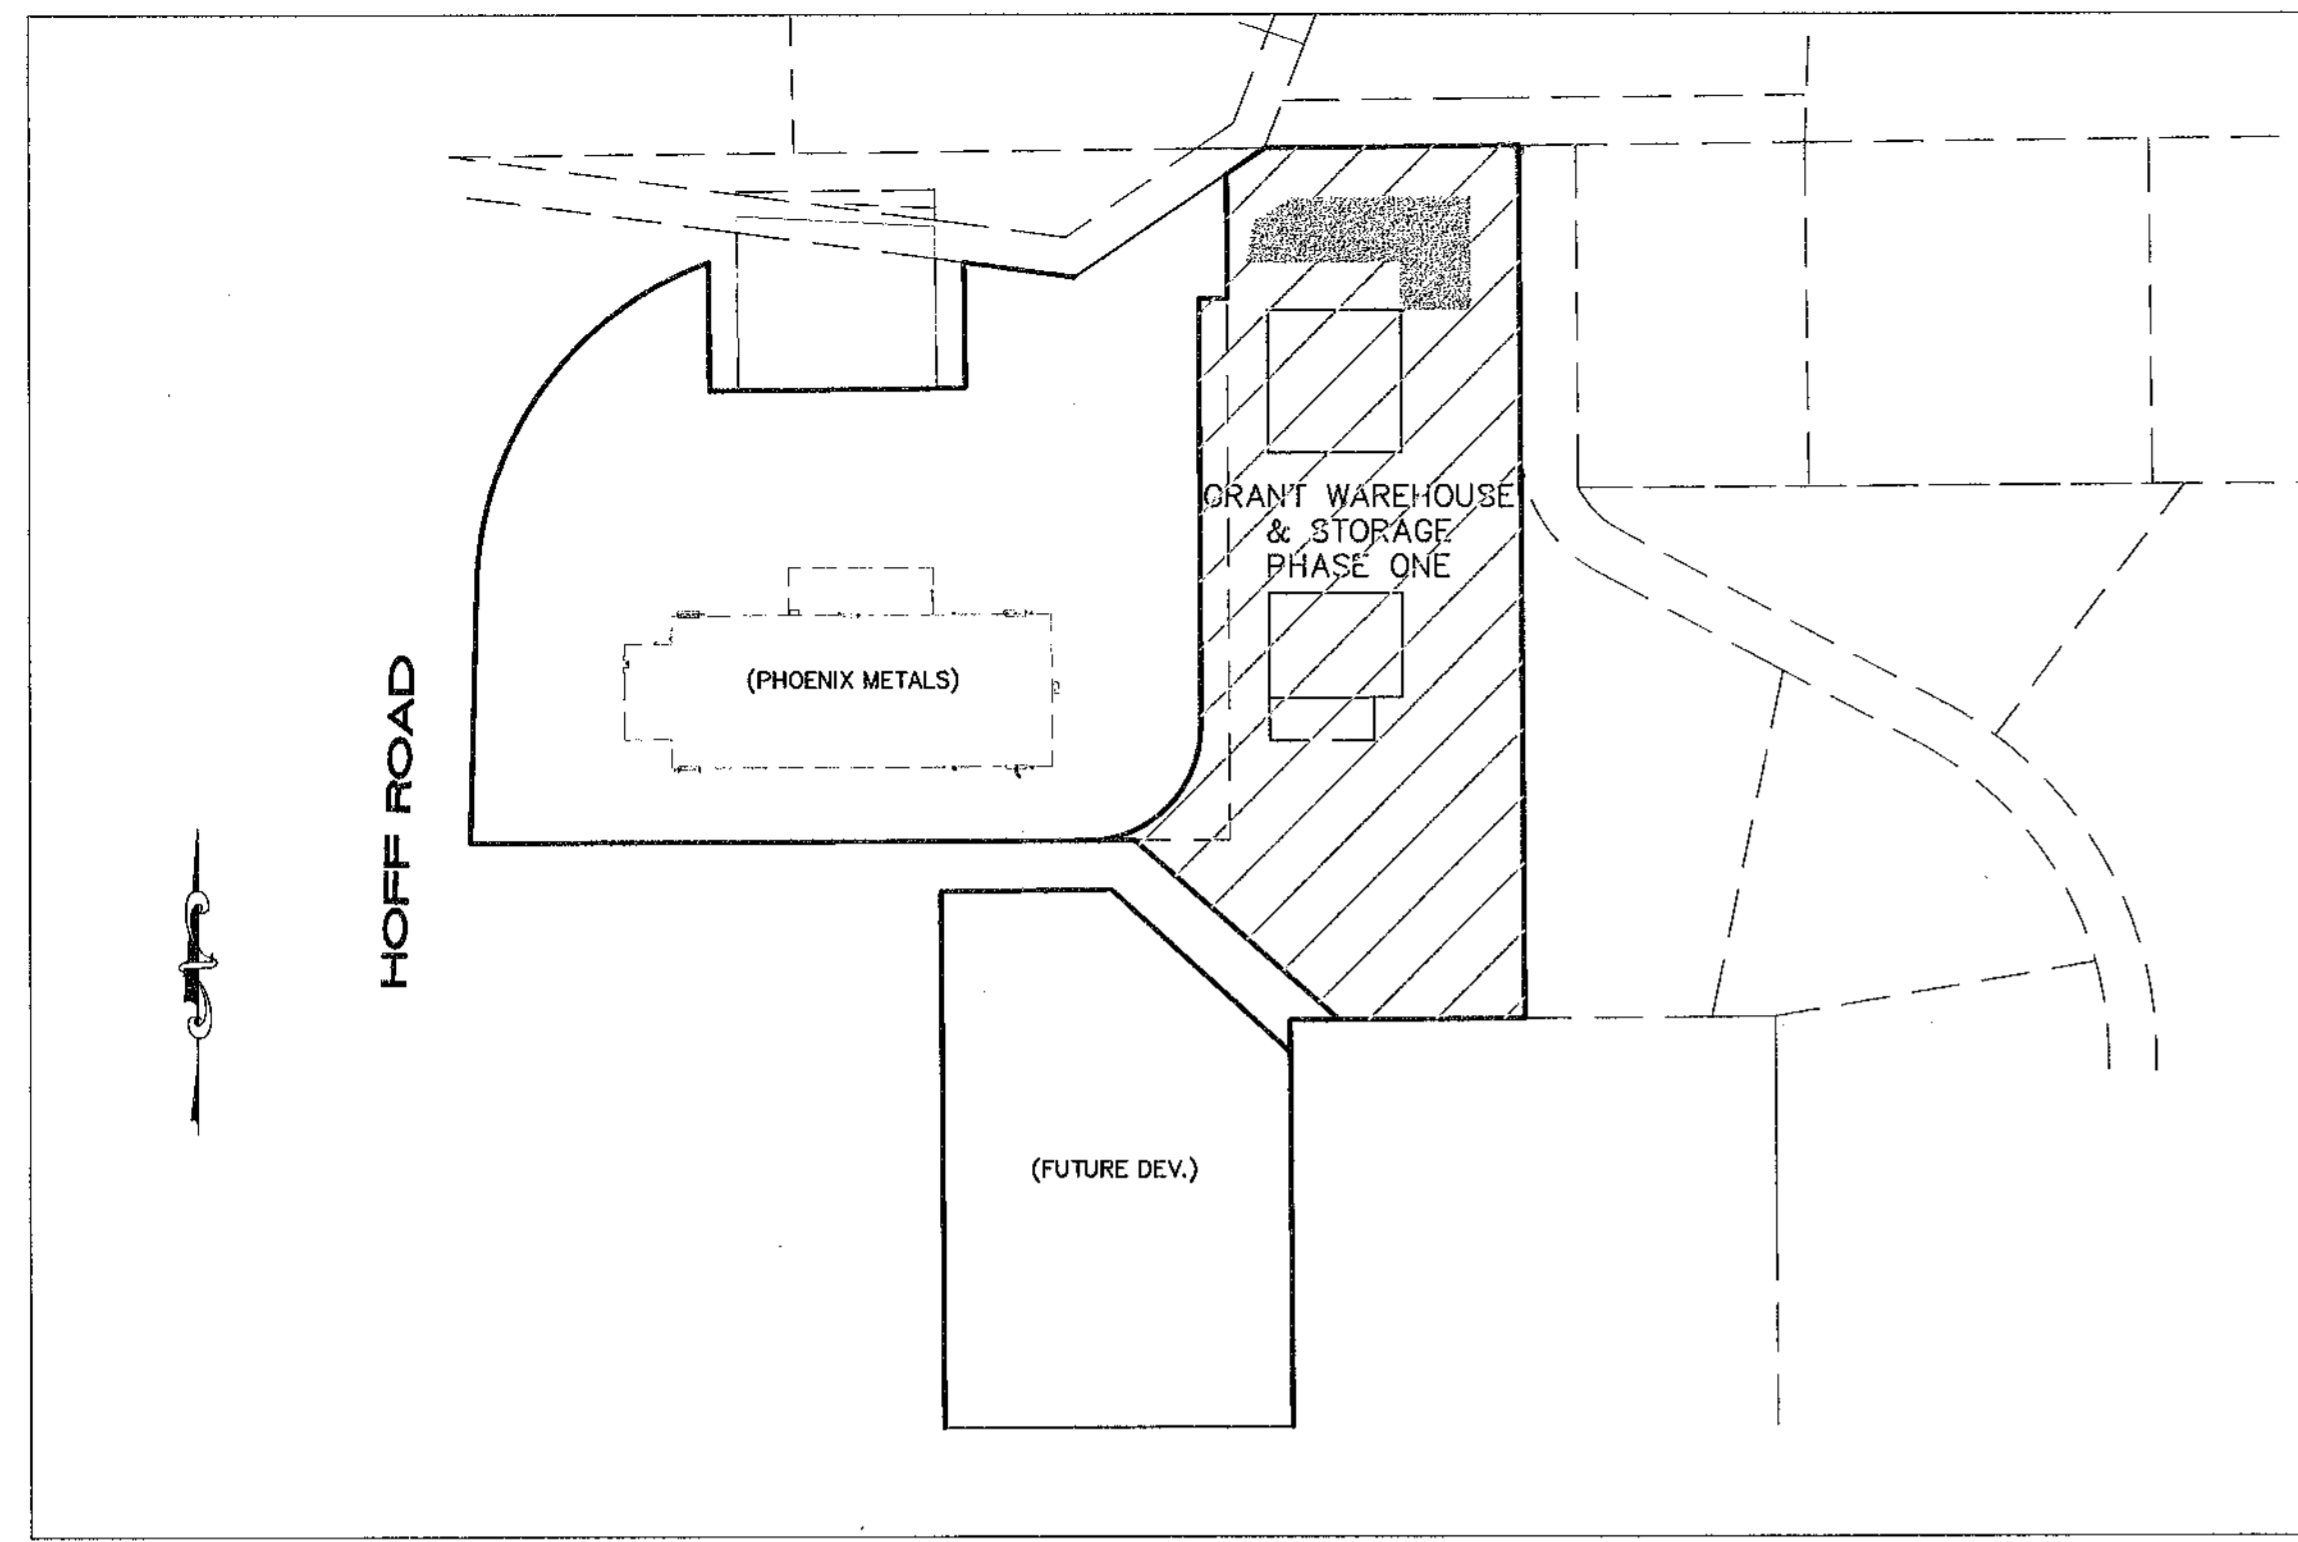 GRANT WAREHOUSE
& STORAGE
PHASE ONE
(PHOENIX METALS)
HOFF ROAD
(FUTURE DEV.)